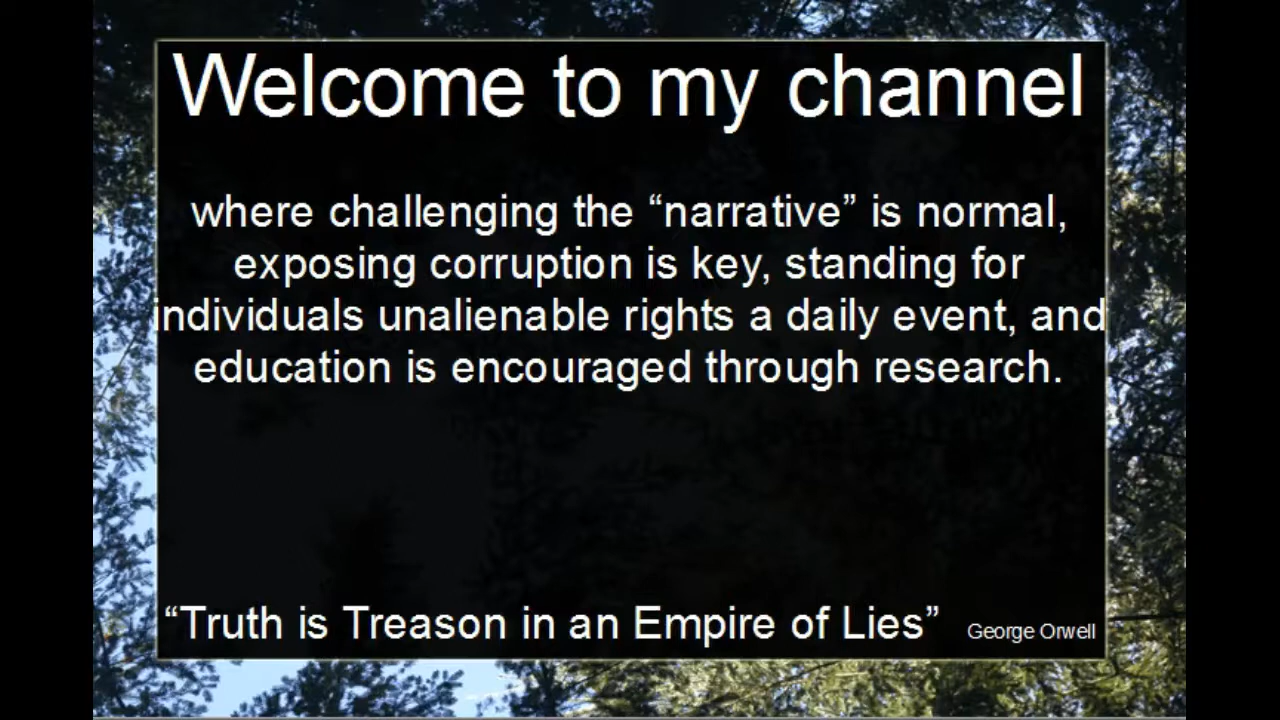 Welcome to my channel
where challenging the “narrative” is normal,
exposing corruption is key, standing for
individuals unalienable rights a daily event, and
education is encouraged through research.
“Truth is Treason in an Empire of Lies” George Orwell